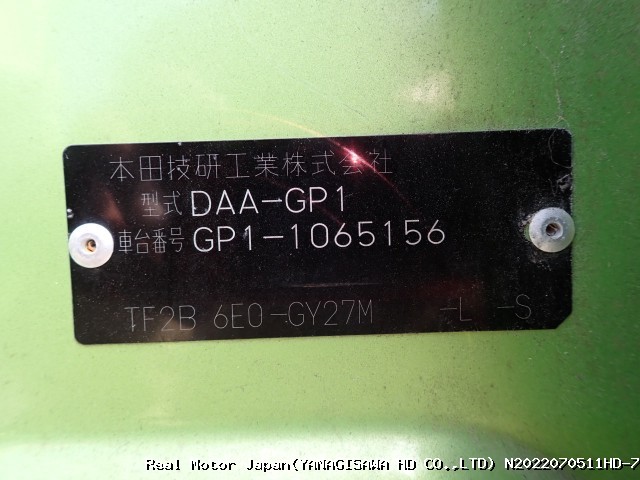 本田技研工業株式会社
型式 DAA-GP1
車台番号 GP1-1065156
TF2B 6E0-GY27M -L -S
Real Motor Japan(YANAGISAWA HD CO.,LTD) N2022070511HD-7